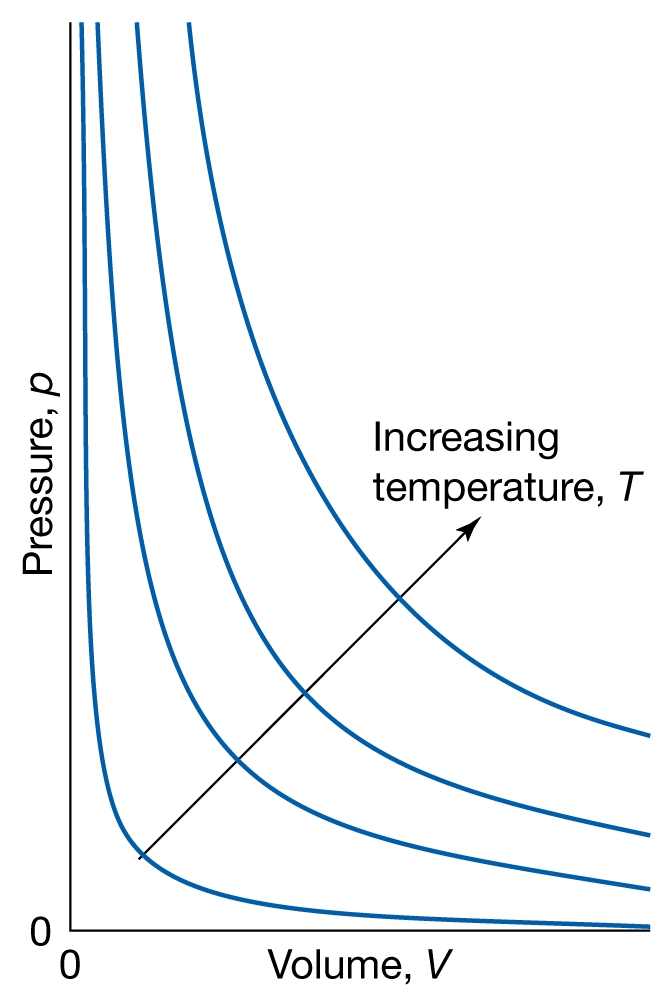 Pressure, p
Increasing
temperature, T
0
0
Volume, V